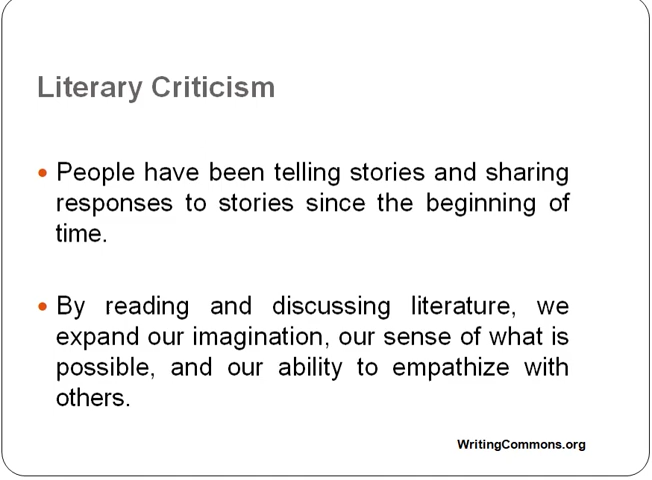 Literary Criticism
• People have been telling stories and sharing
responses to stories since the beginning of
time.
• By reading and discussing literature, we
expand our imagination, our sense of what is
possible, and our ability to empathize with
others.
WritingCommons.org